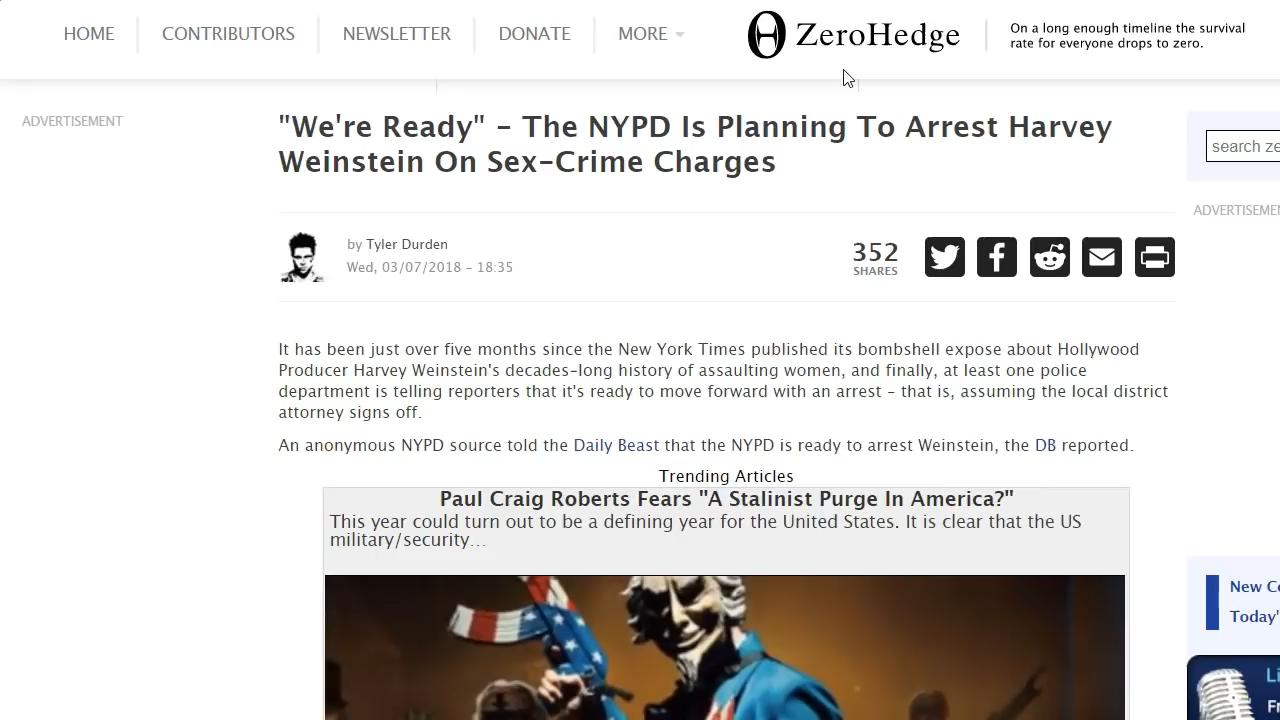 HOME
CONTRIBUTORS
NEWSLETTER
DONATE
MORE
ZeroHedge
On a long enough timeline the survival
rate for everyone drops to zero.
ADVERTISEMENT
"We're Ready" - The NYPD Is Planning To Arrest Harvey
Weinstein On Sex-Crime Charges
search
ADVERTISEMEN
by Tyler Durden
Wed, 03/07/2018 - 18:35
352
SHARES
It has been just over five months since the New York Times published its bombshell expose about Hollywood
Producer Harvey Weinstein's decades-long history of assaulting women, and finally, at least one police
department is telling reporters that it's ready to move forward with an arrest - that is, assuming the local district
attorney signs off.
An anonymous NYPD source told the Daily Beast that the NYPD is ready to arrest Weinstein, the DB reported.
Trending Articles
Paul Craig Roberts Fears "A Stalinist Purge In America?"
This year could turn out to be a defining year for the United States. It is clear that the US
military/security...
New
Today'